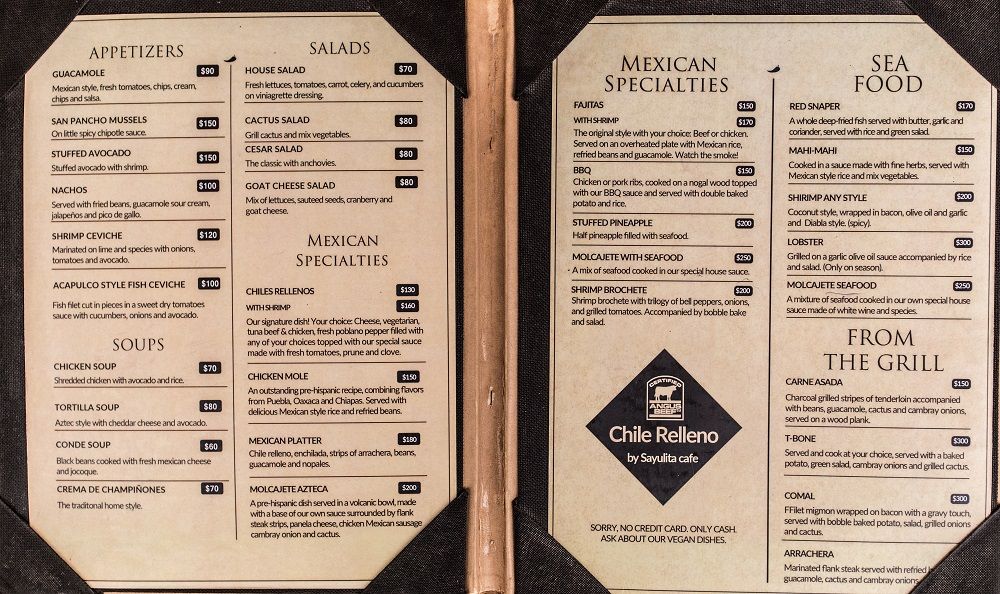 APPETIZERS
GUACAMOLE $90
Mexican style, fresh tomatoes, chips, cream,
chips and salsa.
SAN PANCHO MUSSELS $150
On little spicy chipotle sauce.
STUFFED AVOCADO $150
Stuffed avocado with shrimp.
NACHOS $100
Served with fried beans, guacamole sour cream,
jalapeños and pico de gallo.
SHRIMP CEVICHE $120
Marinated on lime and species with onions,
tomatoes and avocado.
ACAPULCO STYLE FISH CEVICHE $100
Fish filet cut in pieces in a sweet dry tomatoes
sauce with cucumbers, onions and avocado.
SOUPS
CHICKEN SOUP $70
Shredded chicken with avocado and rice.
TORTILLA SOUP $80
Aztec style with cheddar cheese and avocado.
CONDE SOUP $60
Black beans cooked with fresh mexican cheese
and jocoque.
CREMA DE CHAMPIÑONES $70
The traditonal home style.
SALADS
HOUSE SALAD $70
Fresh lettuces, tomatoes, carrot, celery, and cucumbers
on viniagrette dressing.
CACTUS SALAD $80
Grill cactus and mix vegetables.
CESAR SALAD $80
The classic with anchovies.
GOAT CHEESE SALAD $80
Mix of lettuces, sauteed seeds, cranberry and
goat cheese.
MEXICAN
SPECIALTIES
CHILES RELLENOS $130
WITH SHRIMP $160
Our signature dish! Your choice: Cheese, vegetarian,
tuna beef & chicken, fresh poblano pepper filled with
any of your choices topped with our special sauce
made with fresh tomatoes, prune and clove.
CHICKEN MOLE $150
An outstanding pre-hispanic recipe, combining flavors
from Puebla, Oaxaca and Chiapas. Served with
delicious Mexican style rice and refried beans.
MEXICAN PLATTER $180
Chile relleno, enchilada, strips of arrachera, beans,
guacamole and nopales.
MOLCAJETE AZTECA $200
A pre-hispanic dish served in a volcanic bowl, made
with a base of our own sauce surrounded by flank
steak strips, panela cheese, chicken Mexican sausage
cambray onion and cactus.
MEXICAN
SPECIALTIES
FAJITAS $150
WITH SHRIMP $170
The original style with your choice: Beef or chicken.
Served on an overheated plate with Mexican rice,
refried beans and guacamole. Watch the smoke!
BBQ $150
Chicken or pork ribs, cooked on a nogal wood topped
with our BBQ sauce and served with double baked
potato and rice.
STUFFED PINEAPPLE $200
Half pineapple filled with seafood.
MOLCAJETE WITH SEAFOOD $250
A mix of seafood cooked in our special house sauce.
SHRIMP BROCHETE $200
Shrimp brochete with trilogy of bell peppers, onions,
and grilled tomatoes. Accompanied by bobble bake
and salad.
CERTIFIED
ANGUS
BEEF
Chile Relleno
by Sayulita cafe
SORRY, NO CREDIT CARD. ONLY CASH.
ASK ABOUT OUR VEGAN DISHES.
SEA
FOOD
RED SNAPER $170
A whole deep-fried fish served with butter, garlic and
coriander, served with rice and green salad.
MAHI-MAHI $150
Cooked in a sauce made with fine herbs, served with
Mexican style rice and mix vegetables.
SHIRIMP ANY STYLE $200
Coconut style, wrapped in bacon, olive oil and garlic
and Diabla style. (spicy).
LOBSTER $300
Grilled on a garlic olive oil sauce accompanied by rice
and salad. (Only on season).
MOLCAJETE SEAFOOD $250
A mixture of seafood cooked in our own special house
sauce made of white wine and species.
FROM
THE GRILL
CARNE ASADA $150
Charcoal grilled stripes of tenderloin accompanied
with beans, guacamole, cactus and cambray onions,
served on a wood plank.
T-BONE $300
Served and cook at your choice, served with a baked
potato, green salad, cambray onions and grilled cactus.
COMAL $300
FFilet migmon wrapped on bacon with a gravy touch,
served with bobble baked potato, salad, grilled onions
and cactus.
ARRACHERA
Marinated flank steak served with refried
guacamole, cactus and cambray onions